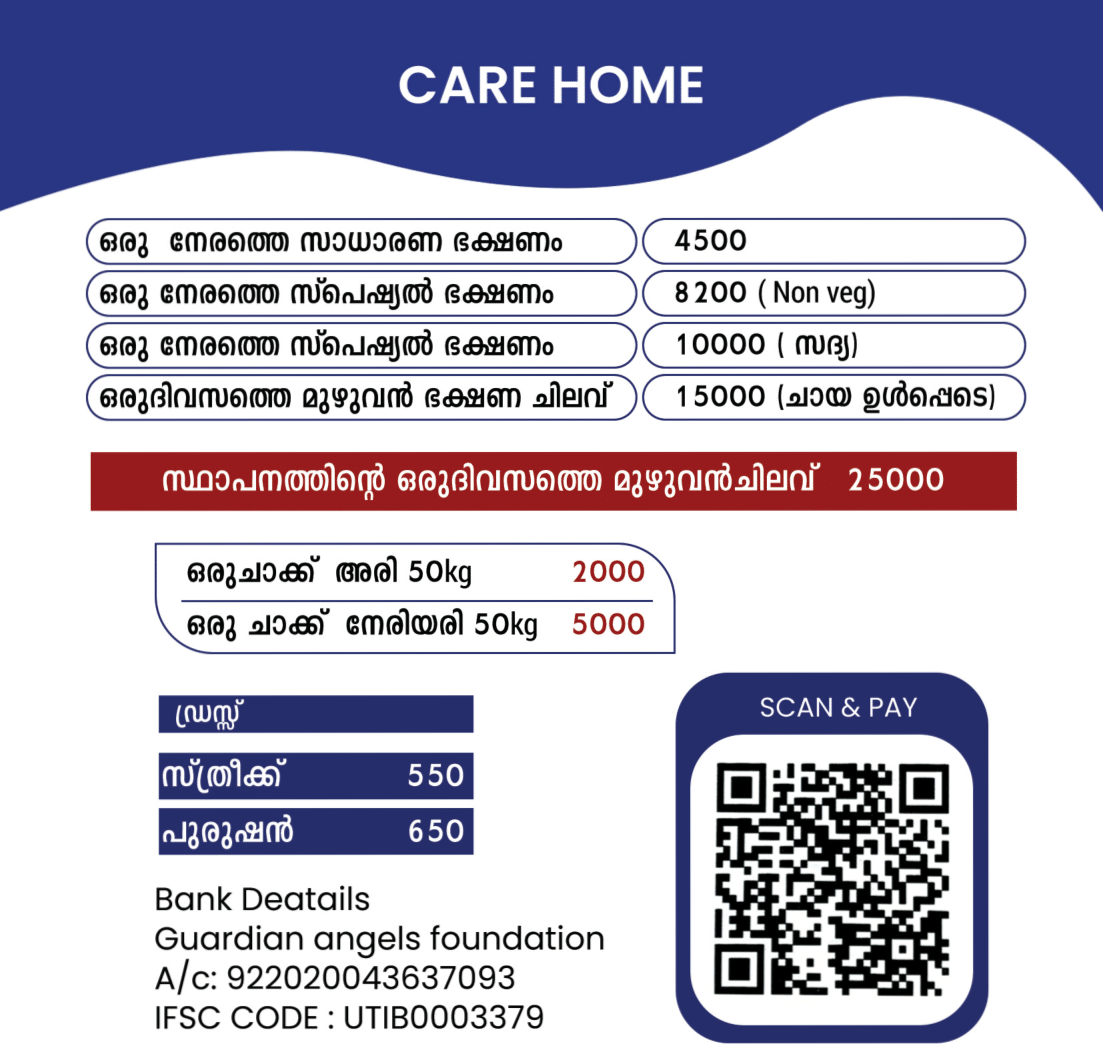 CARE HOME
ഒരു നേരത്തെ സാധാരണ ഭക്ഷണം 4500
ഒരു നേരത്തെ സ്പെഷ്യൽ ഭക്ഷണം 8200 ( Non veg)
ഒരു നേരത്തെ സ്പെഷ്യൽ ഭക്ഷണം 10000 ( സദ്യ)
ഒരുദിവസത്തെ മുഴുവൻ ഭക്ഷണ ചിലവ് 15000 (ചായ ഉൾപ്പെടെ)
സ്ഥാപനത്തിന്റെ ഒരുദിവസത്തെ മുഴുവൻചിലവ് 25000
ഒരുചാക്ക് അരി 50kg 2000
ഒരു ചാക്ക് നേരിയരി 50kg 5000
ഡ്രസ്സ്
സ്ത്രീക്ക് 550
പുരുഷൻ 650
SCAN & PAY
Bank Deatails
Guardian angels foundation
A/c: 922020043637093
IFSC CODE : UTIB0003379